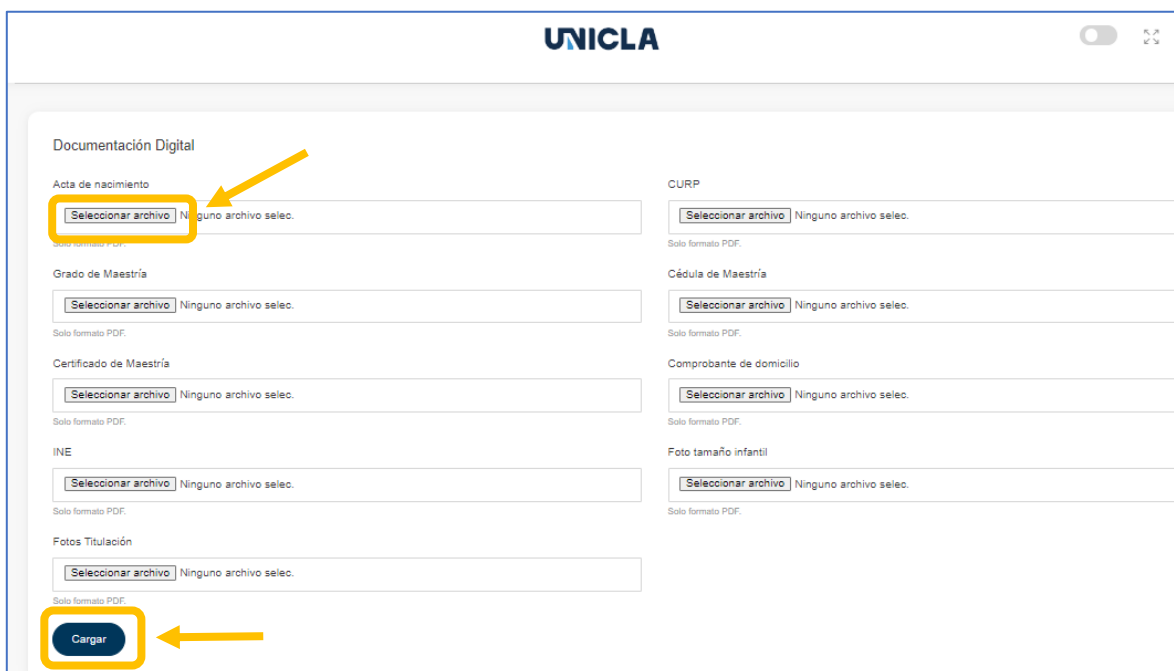 UNICLA
Documentación Digital
Acta de nacimiento
Seleccionar archivo Ninguno archivo selec.
Solo formato PDF.
CURP
Seleccionar archivo Ninguno archivo selec.
Solo formato PDF.
Grado de Maestría
Seleccionar archivo Ninguno archivo selec.
Solo formato PDF.
Cédula de Maestría
Seleccionar archivo Ninguno archivo selec.
Solo formato PDF.
Certificado de Maestría
Seleccionar archivo Ninguno archivo selec.
Solo formato PDF.
Comprobante de domicilio
Seleccionar archivo Ninguno archivo selec.
Solo formato PDF.
INE
Seleccionar archivo Ninguno archivo selec.
Solo formato PDF.
Foto tamaño infantil
Seleccionar archivo Ninguno archivo selec.
Solo formato PDF.
Fotos Titulación
Seleccionar archivo Ninguno archivo selec.
Solo formato PDF.
Cargar